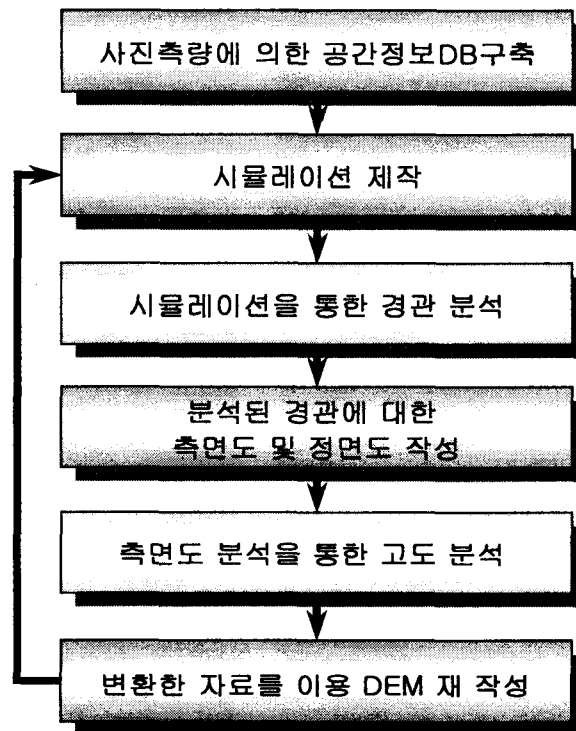 사진측량에 의한 공간정보DB구축
시뮬레이션 제작
시뮬레이션을 통한 경관 분석
분석된 경관에 대한
측면도 및 정면도 작성
측면도 분석을 통한 고도 분석
변환한 자료를 이용 DEM 재 작성